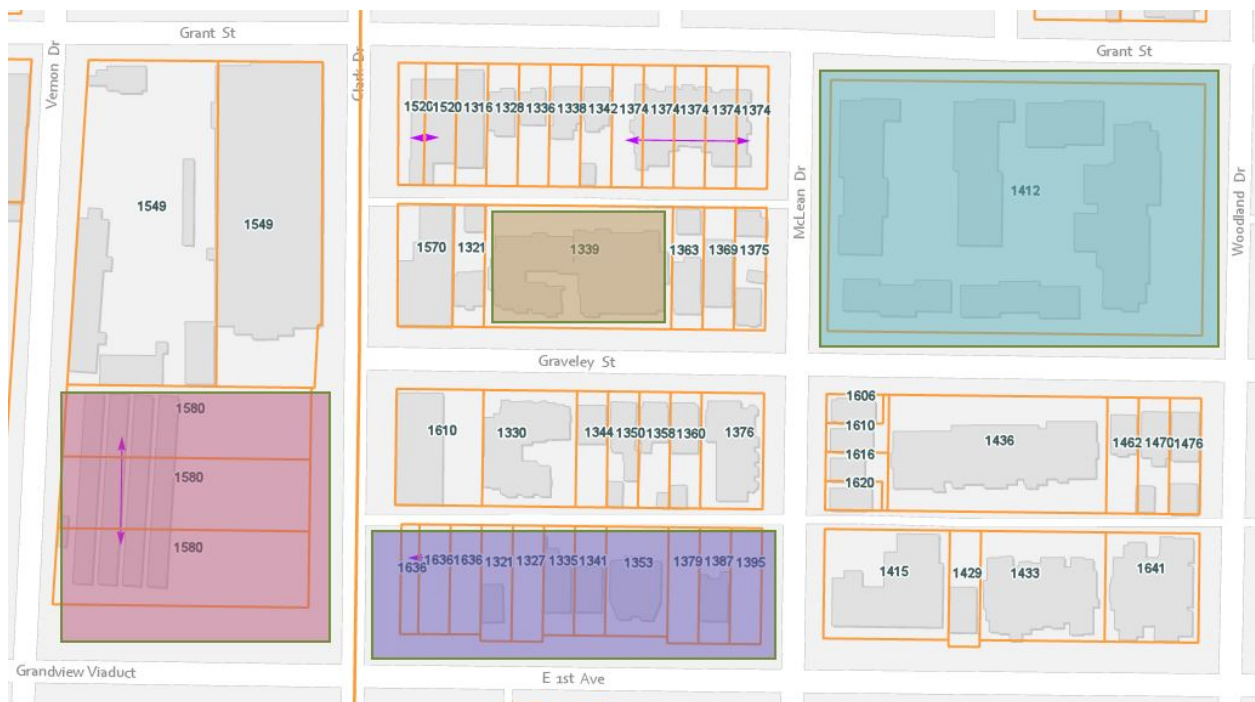 Grant St
Grant St
Vernon Dr
Clark Dr
McLean Dr
Woodland Dr
1520 1520 1316 1328 1336 1338 1342 1374 1374 1374 1374 1374
1412
1549 1549
1570 1321 1339 1363 1369 1375
Graveley St
1580
1580
1580
1610 1330 1344 1350 1358 1360 1376
1606
1610
1616
1620
1436 1462 1470 1476
1636 1636 1636 1321 1327 1335 1341 1353 1379 1387 1395
1415 1429 1433 1641
Grandview Viaduct
E 1st Ave